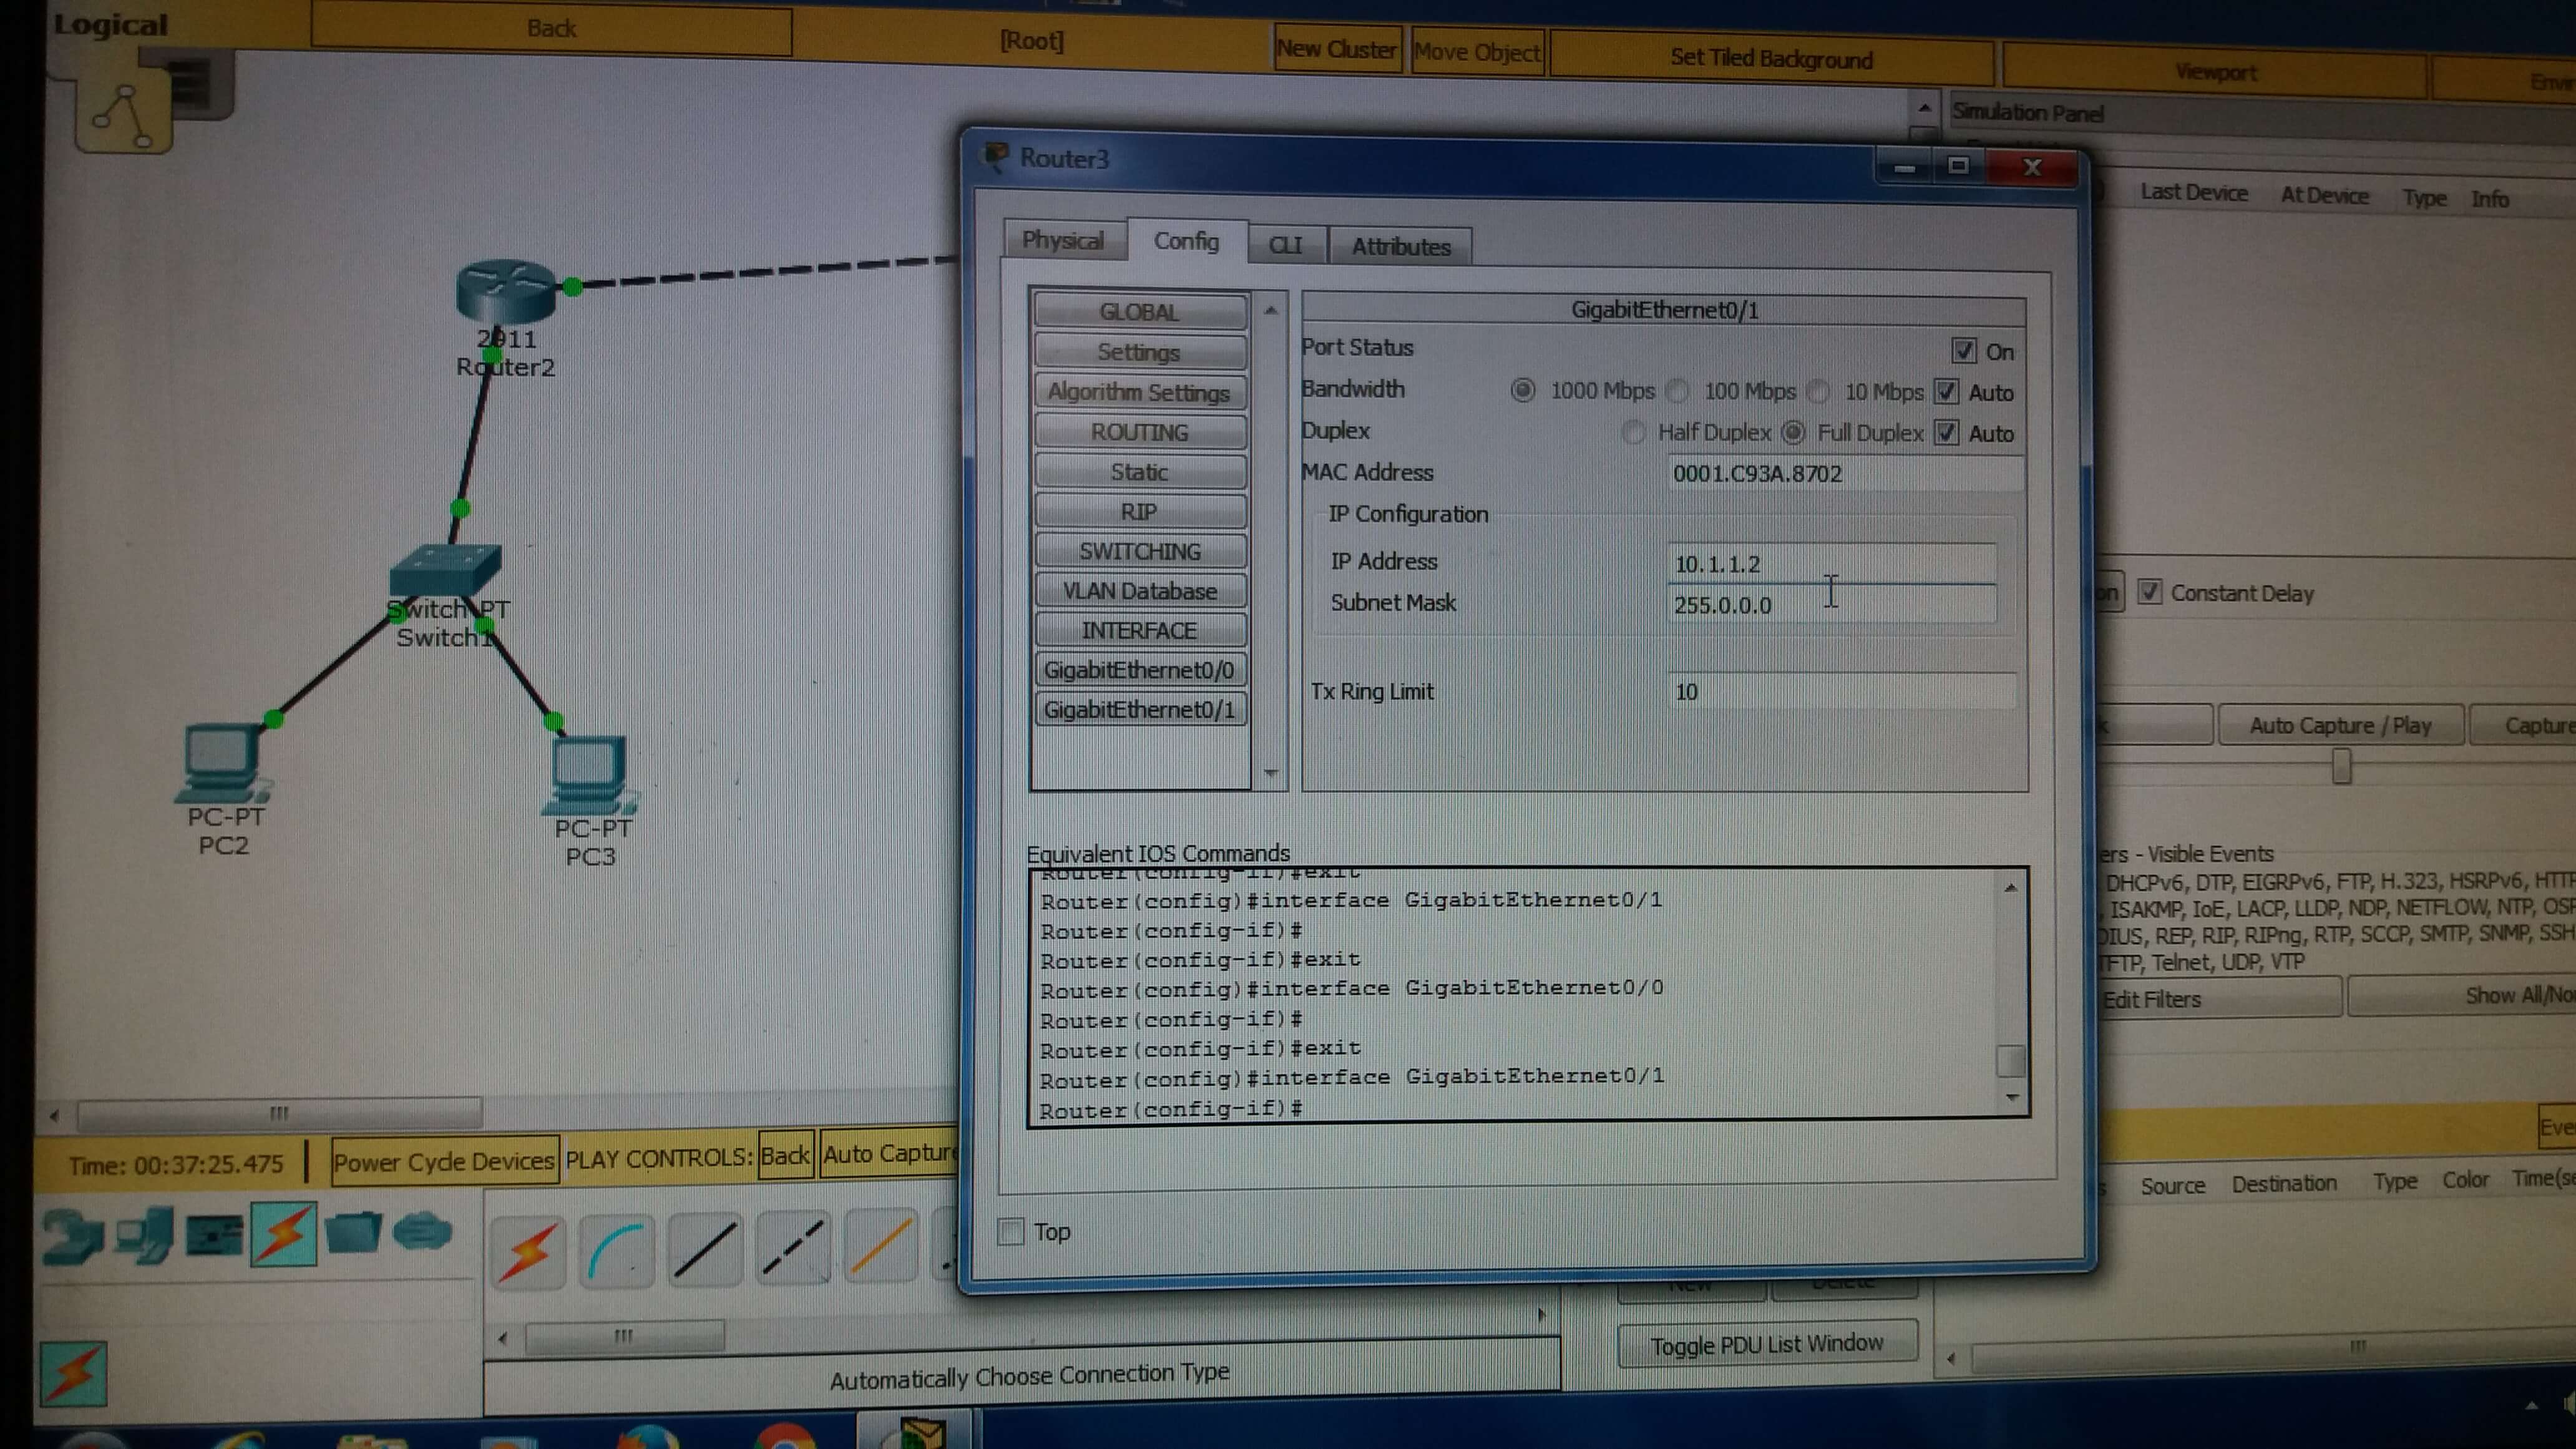 Logical
Back
[Root]
New Cluster
Move Object
Set Tiled Background
Viewport
Simulation Panel
Last Device At Device Type Info
2911
Router2
Switch-PT
Switch1
PC-PT
PC2
PC-PT
PC3
Router3
X
Physical
Config
CLI
Attributes
GLOBAL
Settings
Algorithm Settings
ROUTING
Static
RIP
SWITCHING
VLAN Database
INTERFACE
GigabitEthernet0/0
GigabitEthernet0/1
GigabitEthernet0/1
Port Status On
Bandwidth 1000 Mbps 100 Mbps 10 Mbps Auto
Duplex Half Duplex Full Duplex Auto
MAC Address 0001.C93A.8702
IP Configuration
IP Address 10.1.1.2
Subnet Mask 255.0.0.0
Tx Ring Limit 10
Equivalent IOS Commands
Router(config-if)#exit
Router(config)#interface GigabitEthernet0/1
Router(config-if)#
Router(config-if)#exit
Router(config)#interface GigabitEthernet0/0
Router(config-if)#
Router(config-if)#exit
Router(config)#interface GigabitEthernet0/1
Router(config-if)#
Top
Constant Delay
Auto Capture / Play
Capture
- Visible Events
DHCPv6, DTP, EIGRPv6, FTP, H.323, HSRPv6, HTTP
, ISAKMP, IoE, LACP, LLDP, NDP, NETFLOW, NTP, OSP
DIUS, REP, RIP, RIPng, RTP, SCCP, SMTP, SNMP, SSH
TFTP, Telnet, UDP, VTP
Edit Filters
Show All/No
Time: 00:37:25.475
Power Cycle Devices
PLAY CONTROLS:
Back
Auto Capture
Source Destination Type Color Time(se
New
Delete
Toggle PDU List Window
Automatically Choose Connection Type